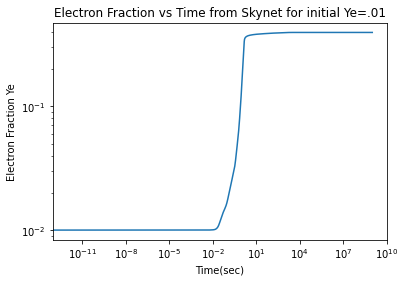 Electron Fraction vs Time from Skynet for initial Ye=.01
Electron Fraction Ye
10⁻¹
10⁻²
10⁻¹¹ 10⁻⁸ 10⁻⁵ 10⁻² 10¹ 10⁴ 10⁷ 10¹⁰
Time(sec)